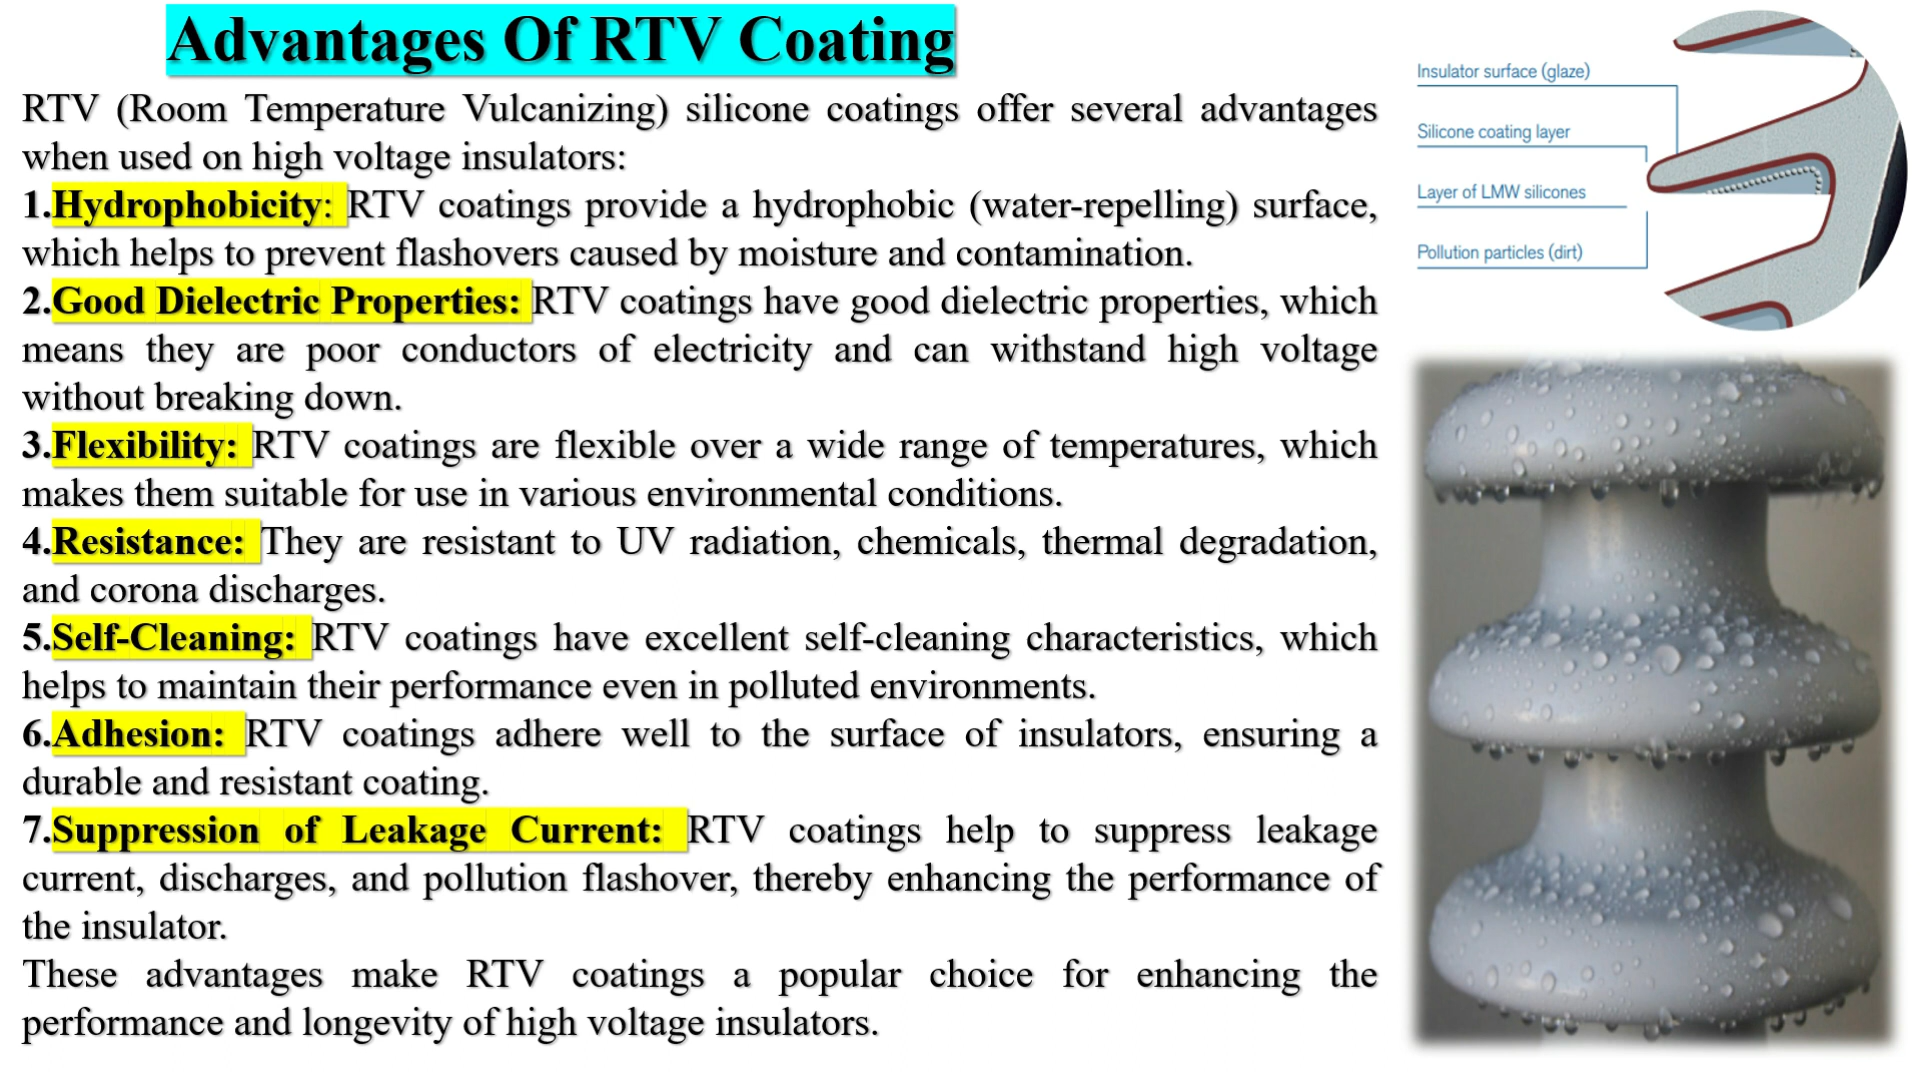 Advantages Of RTV Coating
RTV (Room Temperature Vulcanizing) silicone coatings offer several advantages
when used on high voltage insulators:
1.Hydrophobicity: RTV coatings provide a hydrophobic (water-repelling) surface,
which helps to prevent flashovers caused by moisture and contamination.
2.Good Dielectric Properties: RTV coatings have good dielectric properties, which
means they are poor conductors of electricity and can withstand high voltage
without breaking down.
3.Flexibility: RTV coatings are flexible over a wide range of temperatures, which
makes them suitable for use in various environmental conditions.
4.Resistance: They are resistant to UV radiation, chemicals, thermal degradation,
and corona discharges.
5.Self-Cleaning: RTV coatings have excellent self-cleaning characteristics, which
helps to maintain their performance even in polluted environments.
6.Adhesion: RTV coatings adhere well to the surface of insulators, ensuring a
durable and resistant coating.
7.Suppression of Leakage Current: RTV coatings help to suppress leakage
current, discharges, and pollution flashover, thereby enhancing the performance of
the insulator.
These advantages make RTV coatings a popular choice for enhancing the
performance and longevity of high voltage insulators.
Insulator surface (glaze)
Silicone coating layer
Layer of LMW silicones
Pollution particles (dirt)